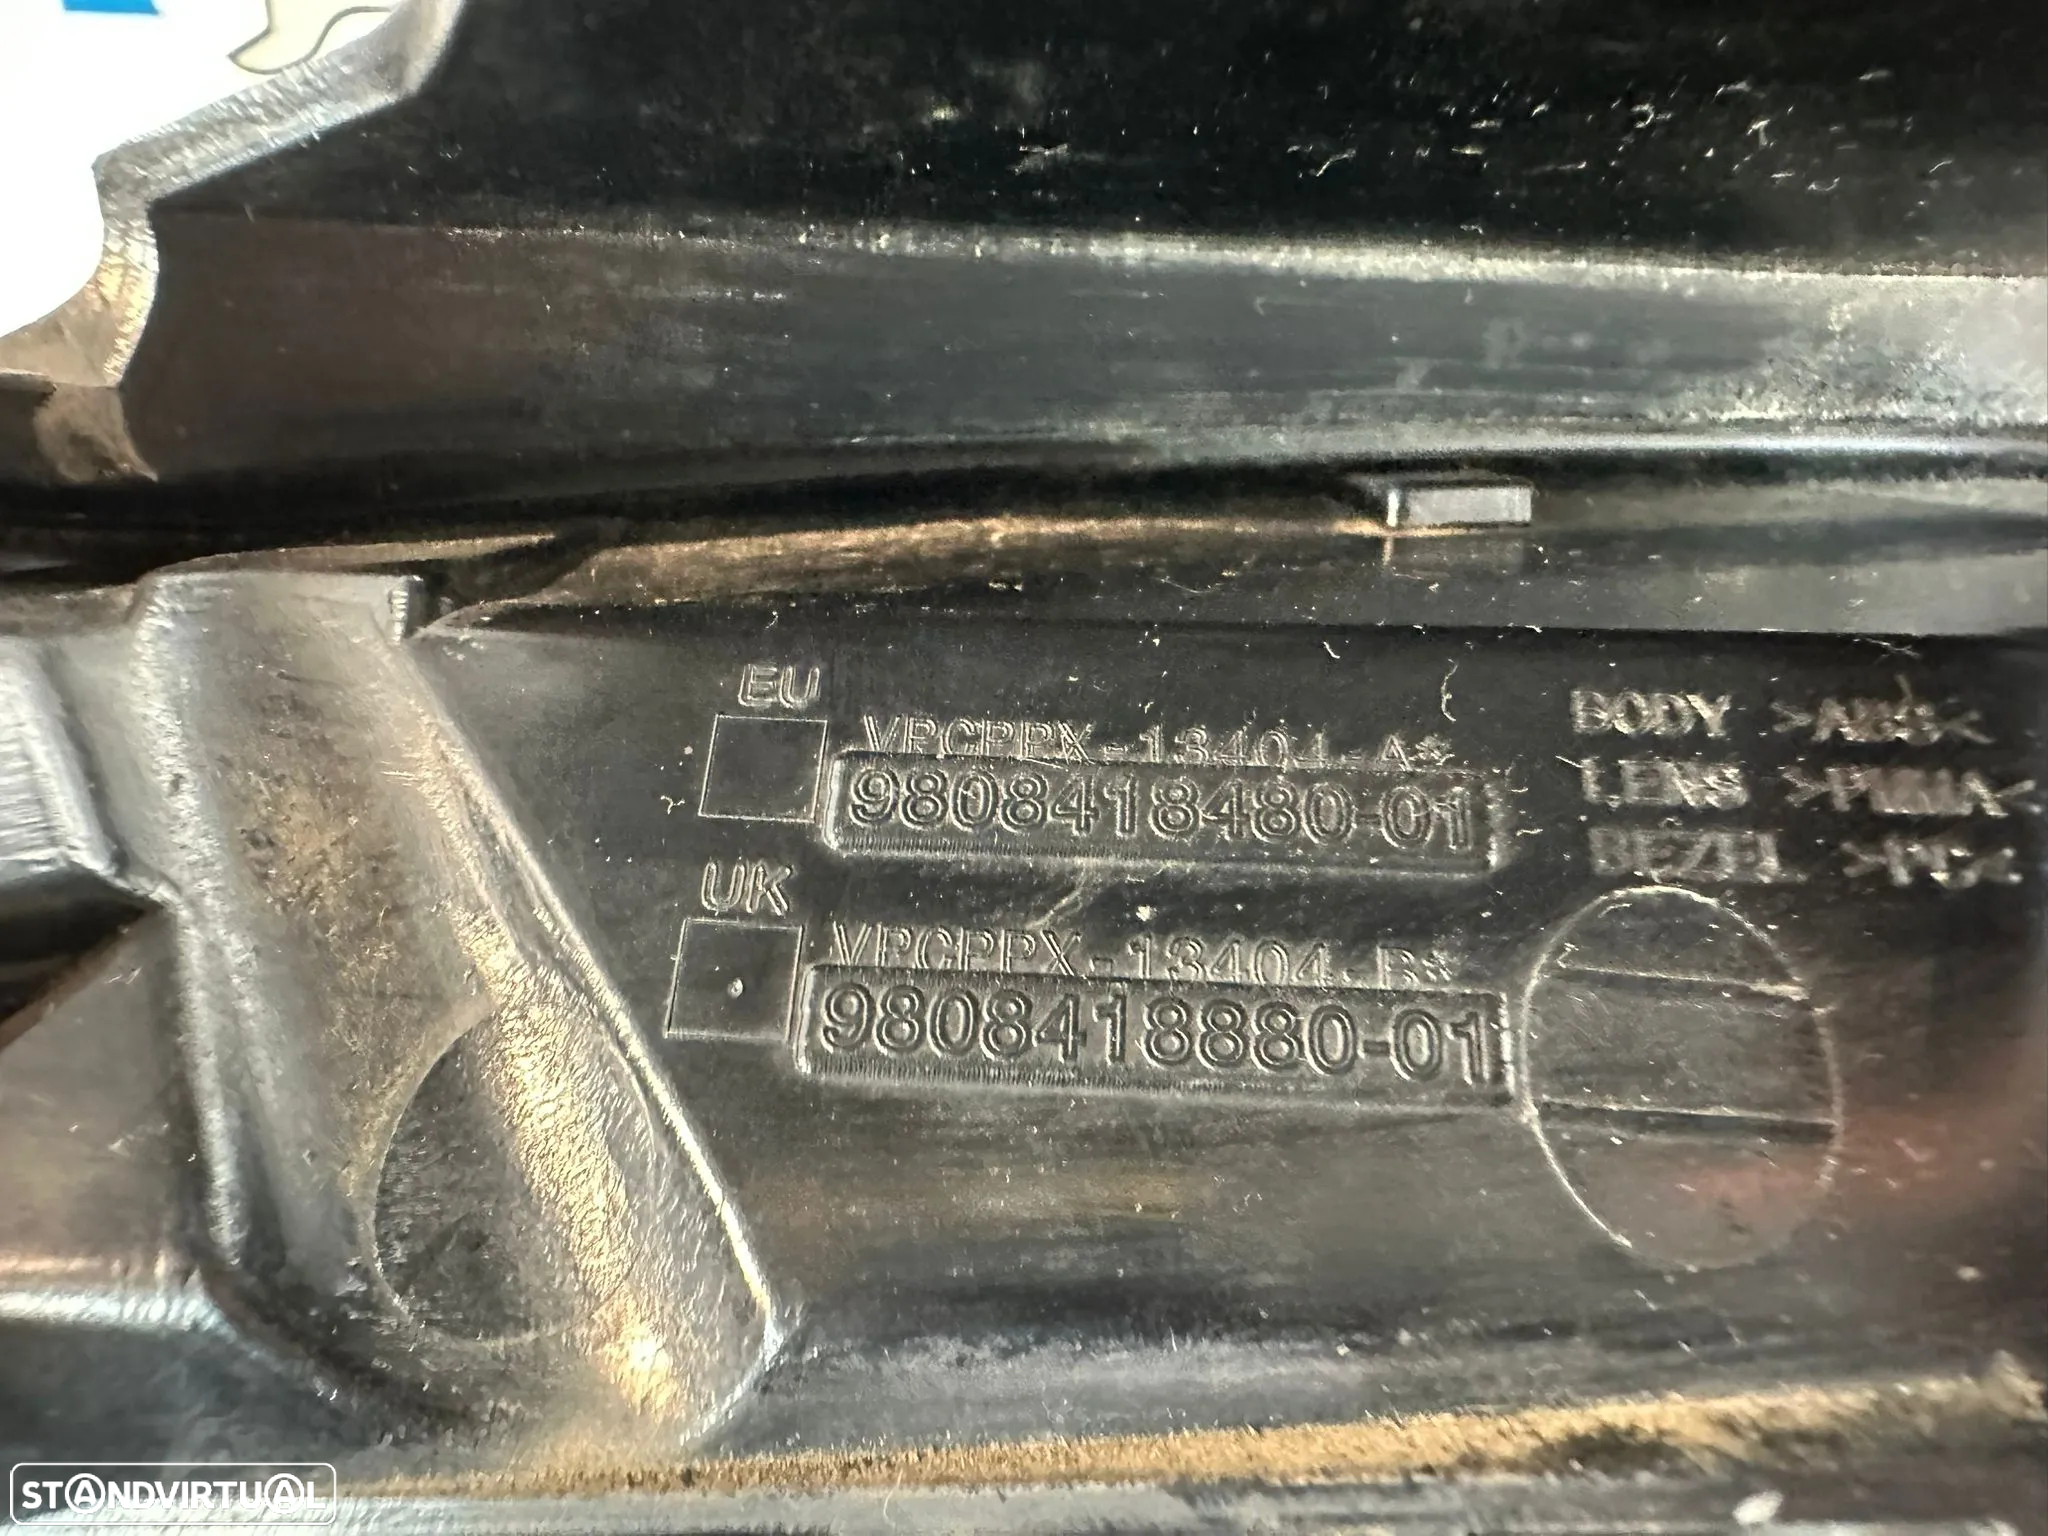 EU
VPCPPX-13404-A*
9808418480-01
UK
VPCPPX-13404-B*
9808418880-01
BODY >ABS<
LENS >PMMA<
BEZEL >PC<
STANDVIRTUAL